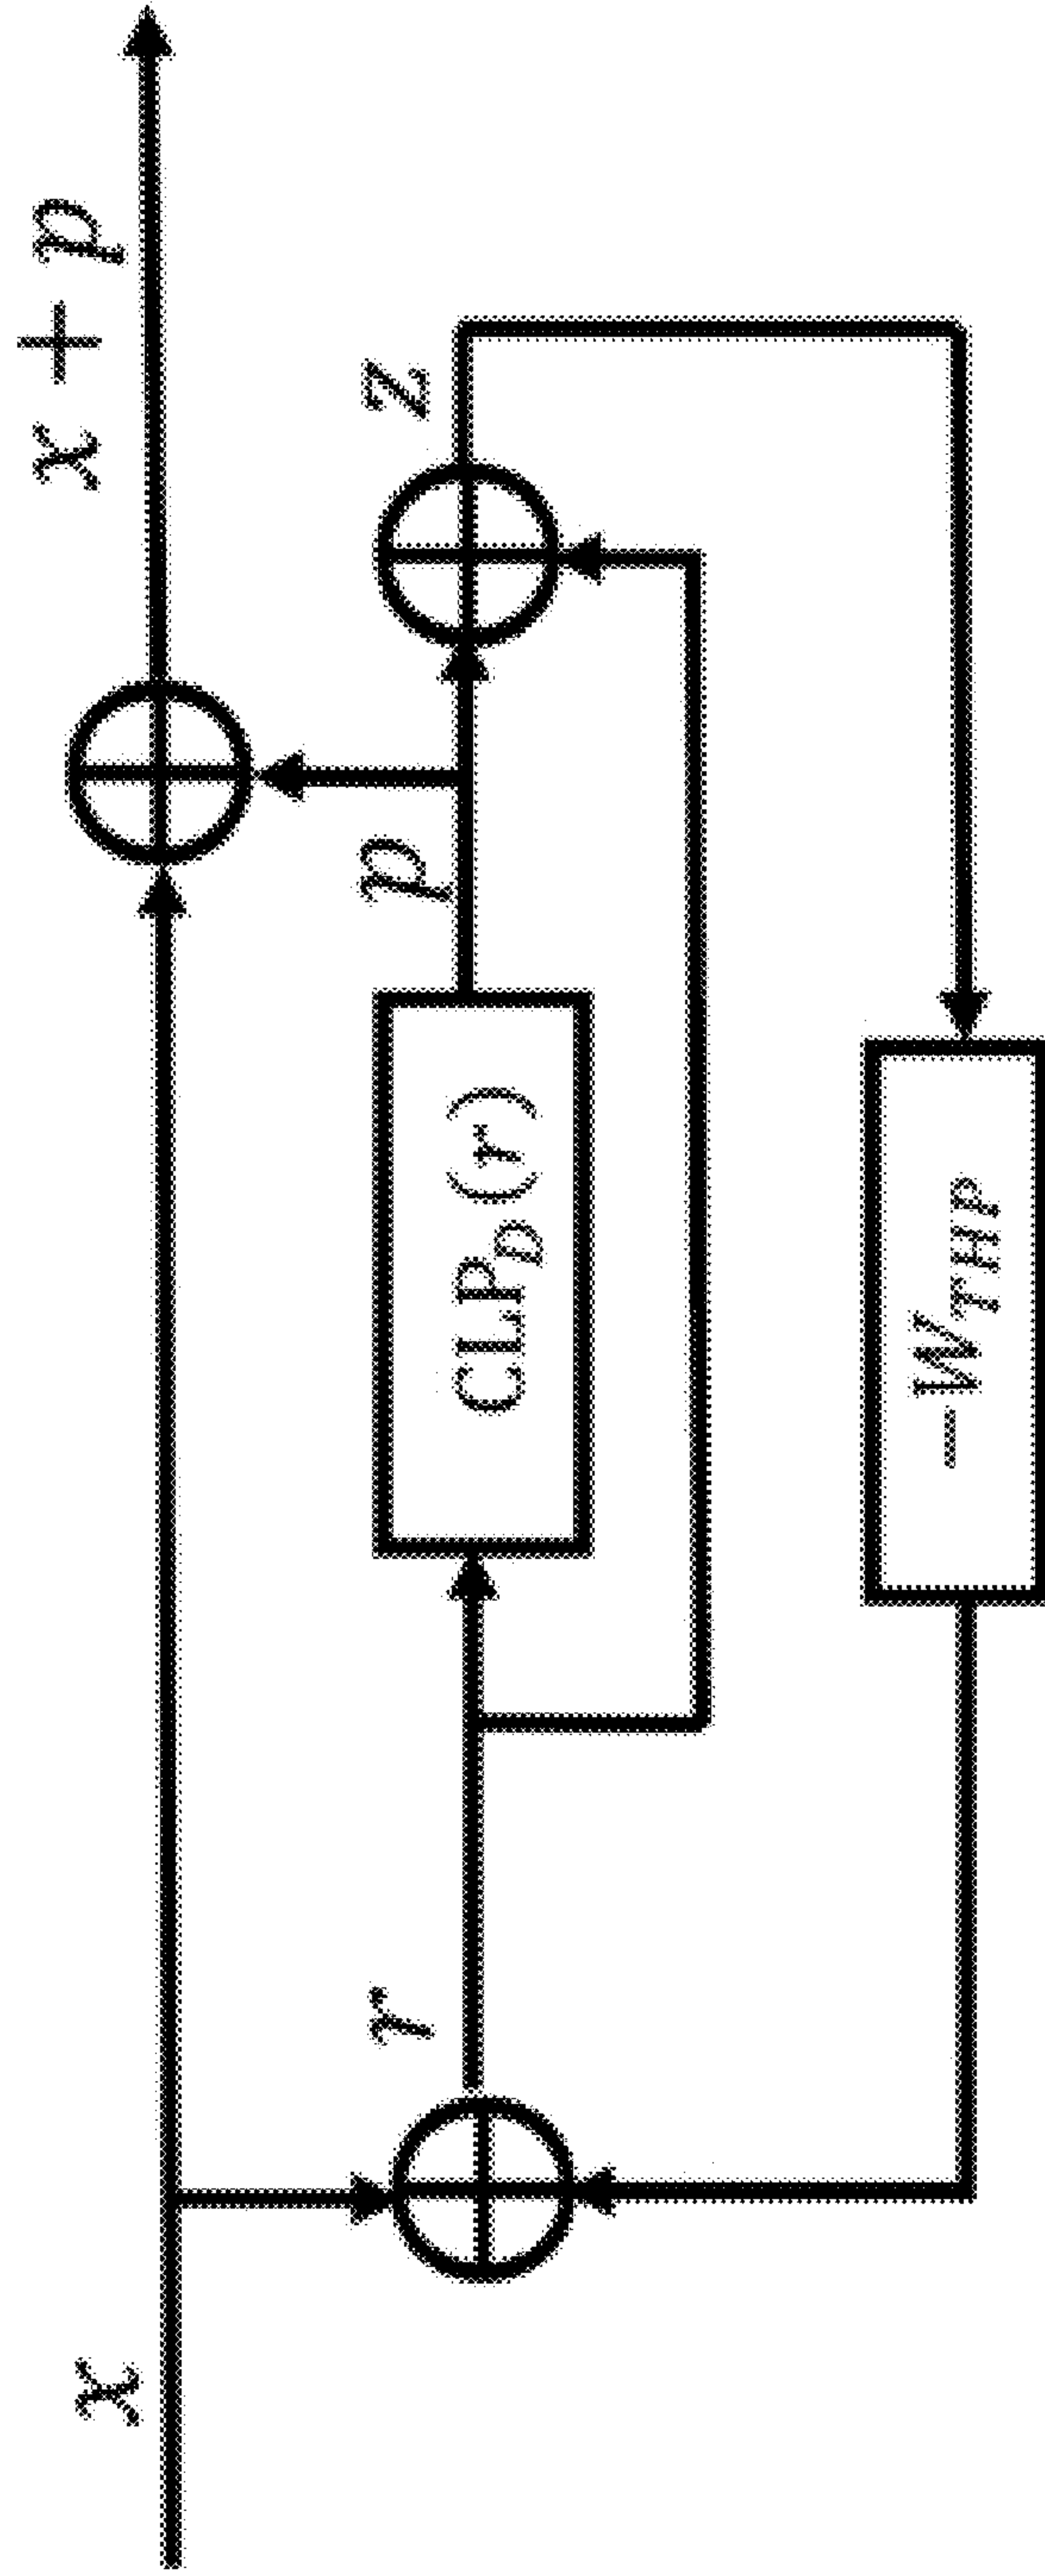 x
x + p
r
CLP_D(r)
p
z
−W_THP